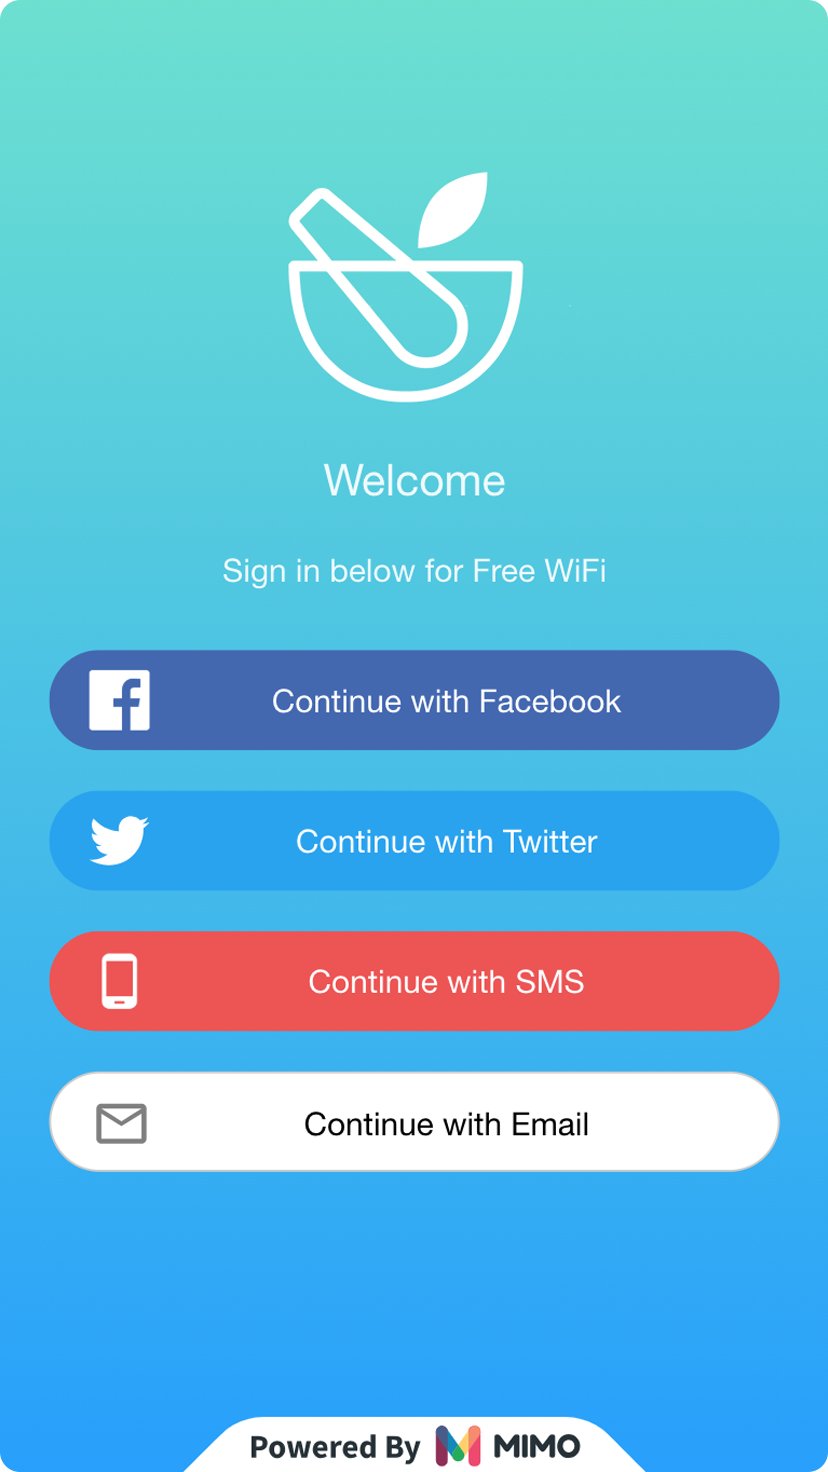 Welcome
Sign in below for Free WiFi
Continue with Facebook
Continue with Twitter
Continue with SMS
Continue with Email
Powered By MIMO